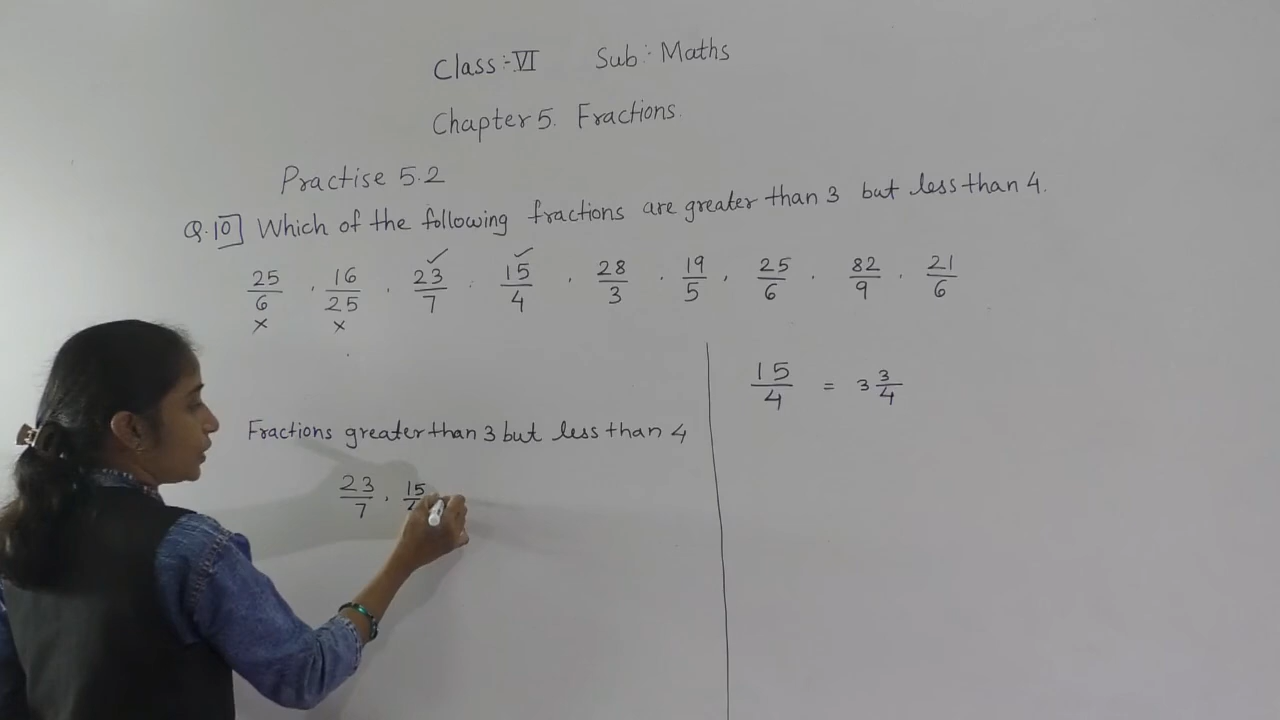 Class:-VI Sub:- Maths
Chapter 5. Fractions.
Practise 5.2
Q.10] Which of the following fractions are greater than 3 but less than 4.
25/6 , 16/25 , 23/7 , 15/4 , 28/3 , 19/5 , 25/6 , 82/9 , 21/6
x x ✓ ✓
15/4 = 3 3/4
Fractions greater than 3 but less than 4
23/7 , 15/4